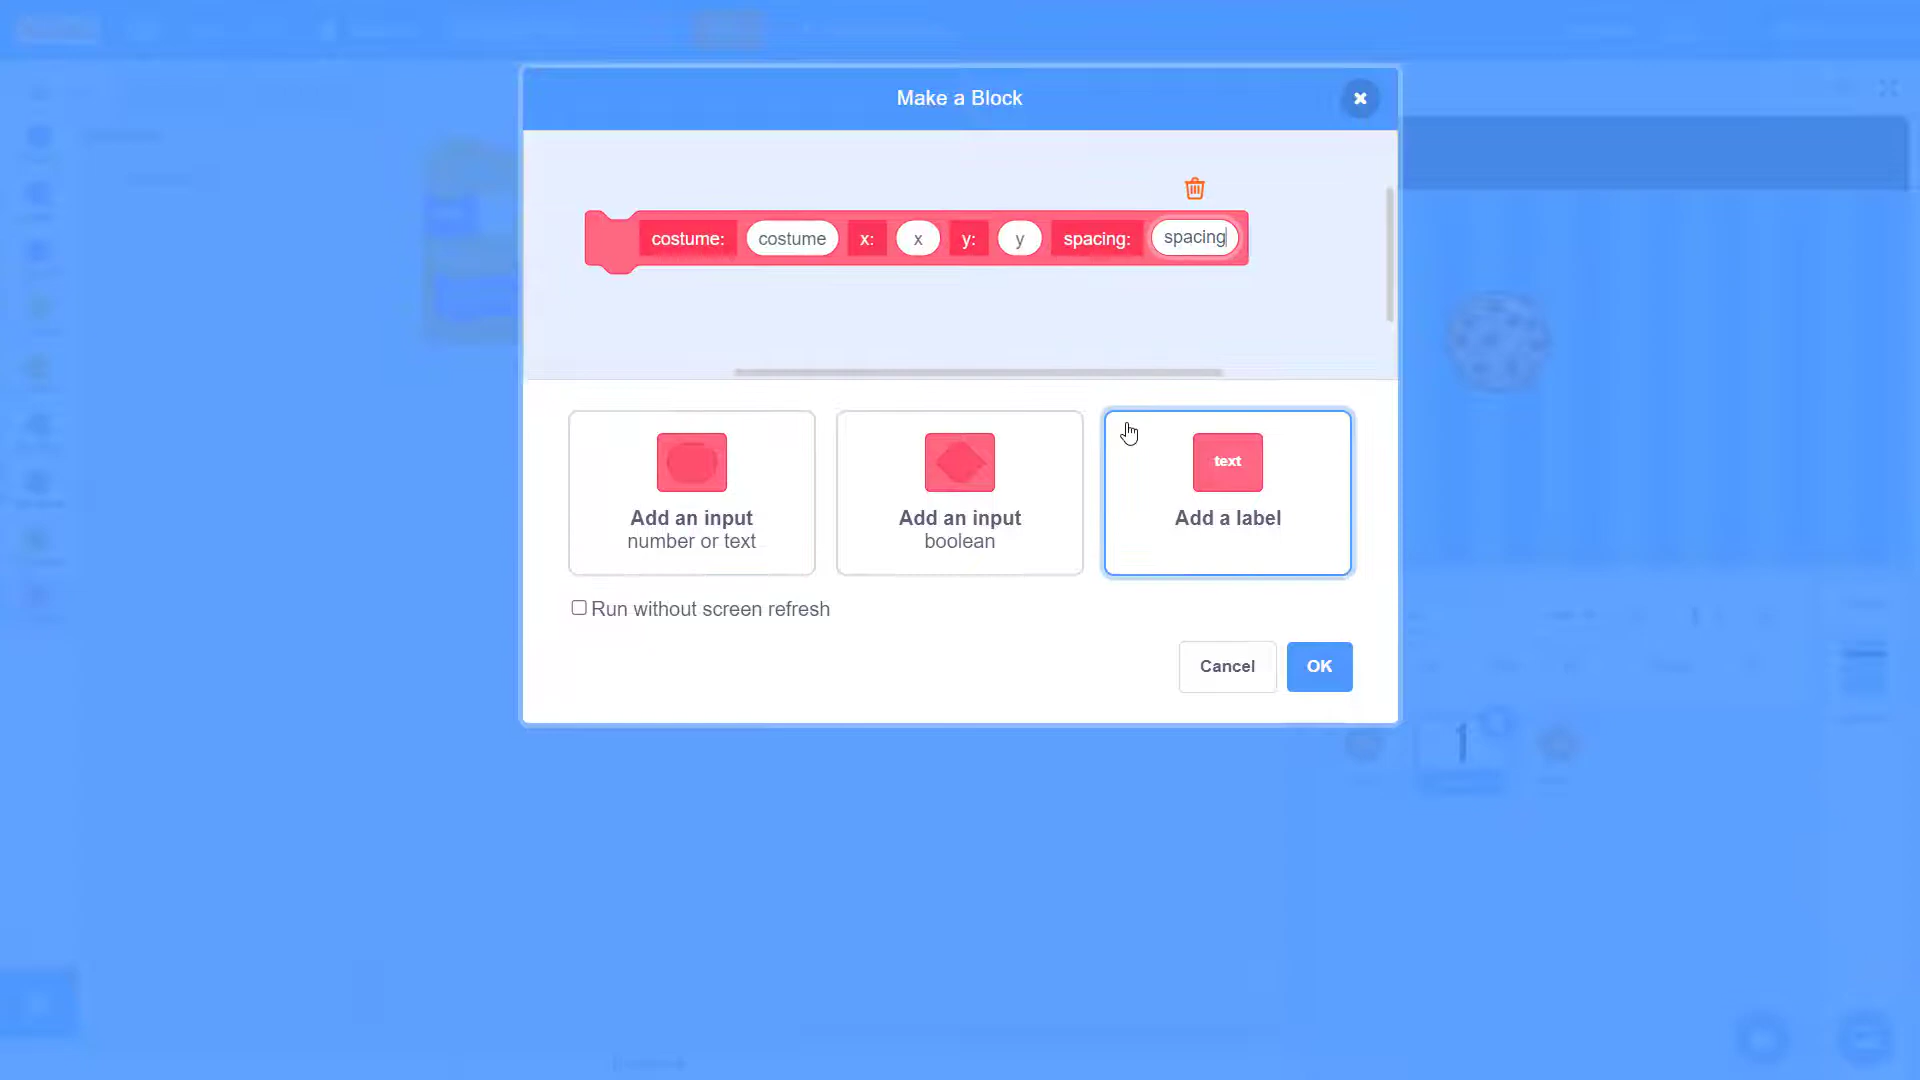 Make a Block
costume: costume x: x y: y spacing: spacing
text
Add an input
number or text
Add an input
boolean
Add a label
Run without screen refresh
Cancel
OK